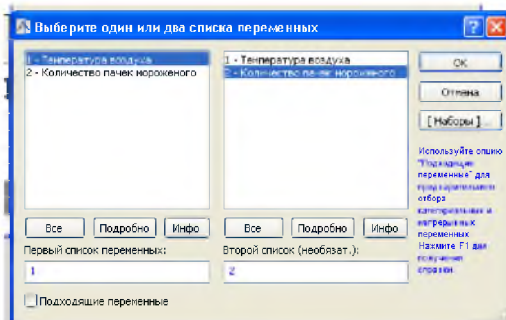 Выберите один или два списка переменных
1 - Температура воздуха
2 - Количество пачек мороженого
1 - Температура воздуха
2 - Количество пачек мороженого
OK
Отмена
[ Наборы ]...
Используйте опцию
"Подходящие
переменные" для
предварительного
отбора
категориальных и
непрерывных
переменных.
Нажмите F1 для
получения
справки.
Все
Подробно
Инфо
Все
Подробно
Инфо
Первый список переменных:
Второй список (необязат.):
1
2
Подходящие переменные